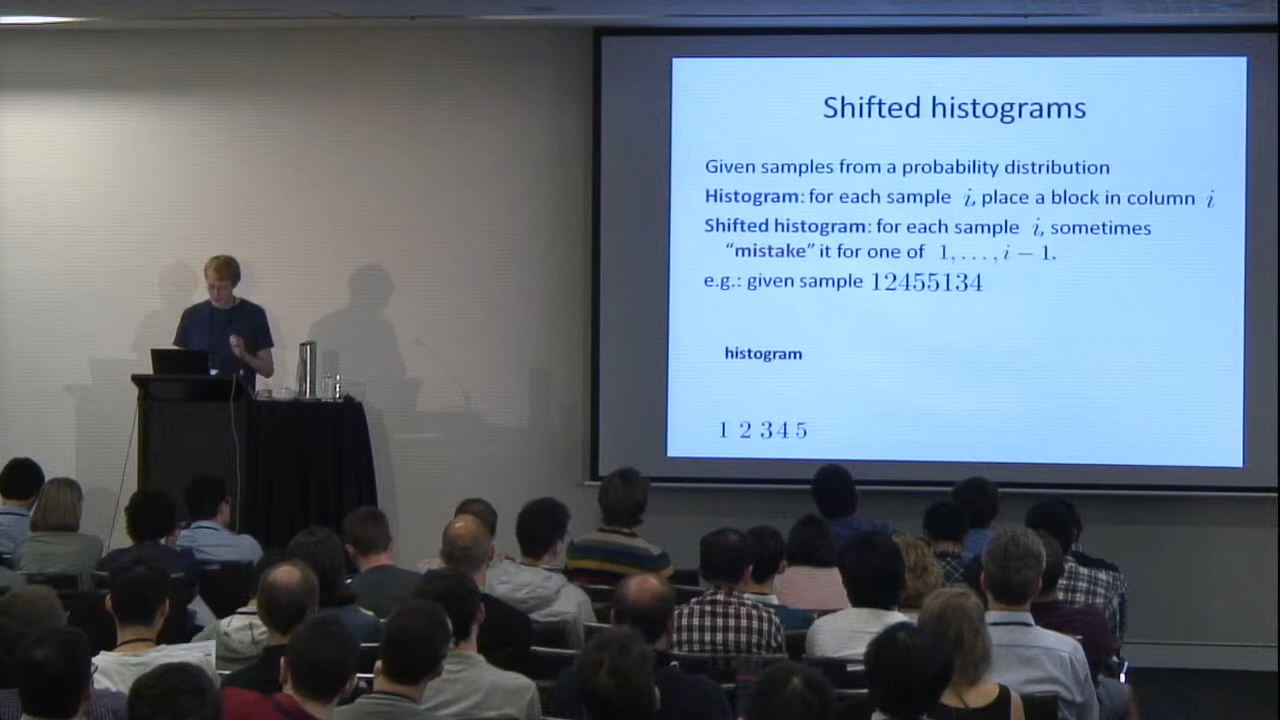 Shifted histograms
Given samples from a probability distribution
Histogram: for each sample i, place a block in column i
Shifted histogram: for each sample i, sometimes
“mistake” it for one of 1, . . . , i − 1.
e.g.: given sample 12455134
histogram
1 2 3 4 5